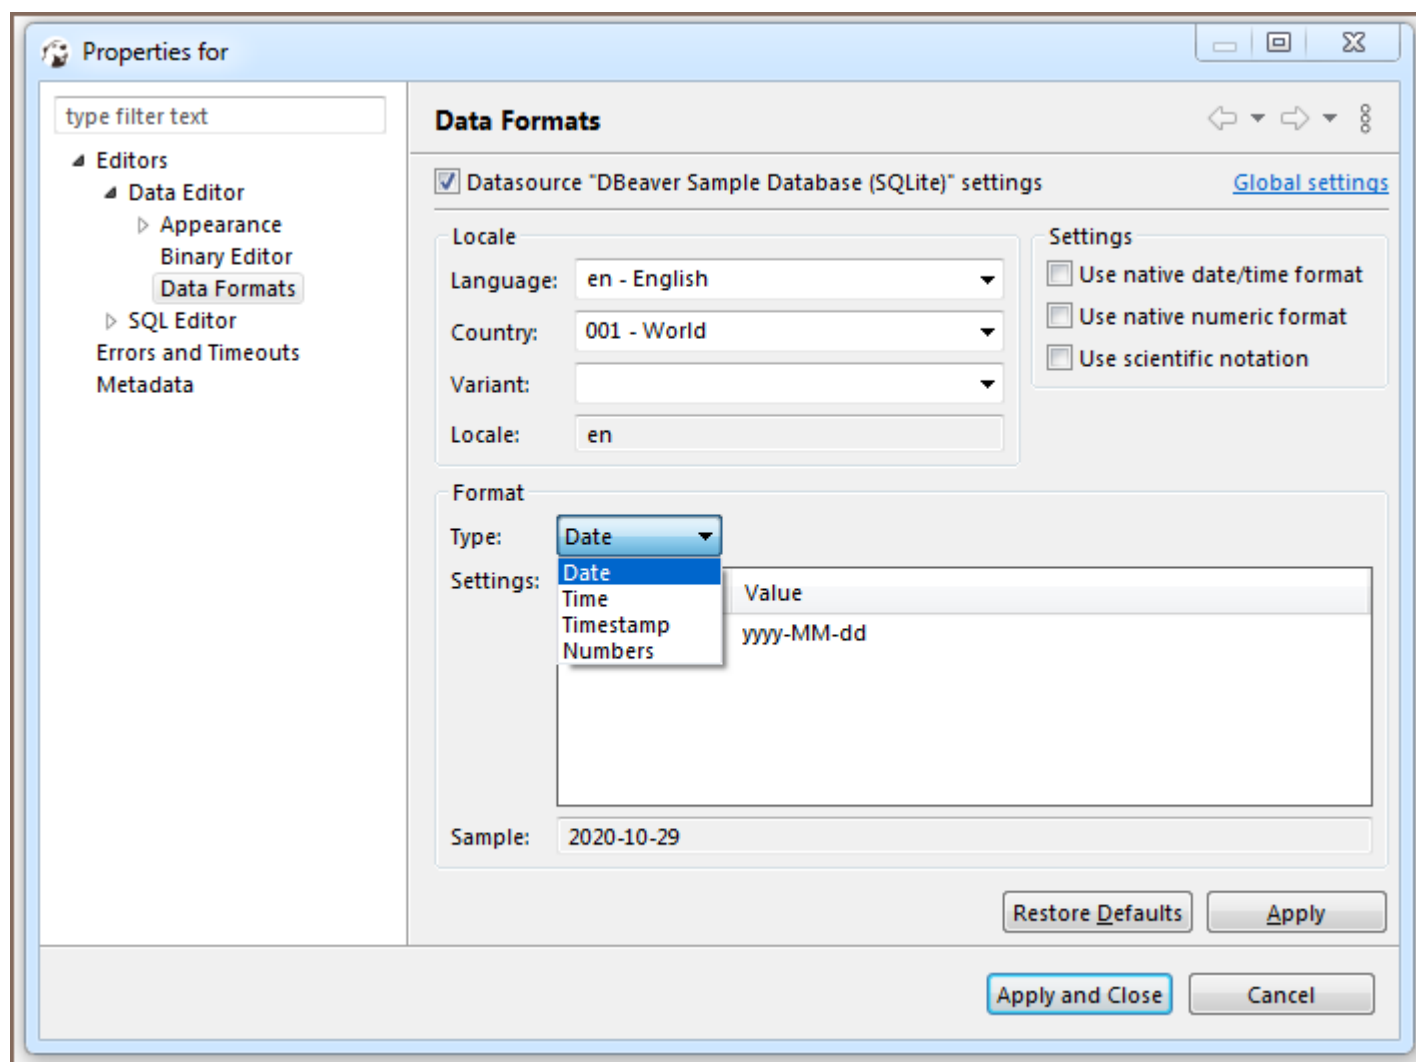 Properties for
type filter text
Editors
Data Editor
Appearance
Binary Editor
Data Formats
SQL Editor
Errors and Timeouts
Metadata
Data Formats
Datasource "DBeaver Sample Database (SQLite)" settings Global settings
Locale
Language: en - English
Country: 001 - World
Variant:
Locale: en
Settings
Use native date/time format
Use native numeric format
Use scientific notation
Format
Type: Date
Settings:
Date
Time
Timestamp
Numbers
Value
yyyy-MM-dd
Sample: 2020-10-29
Restore Defaults Apply
Apply and Close Cancel